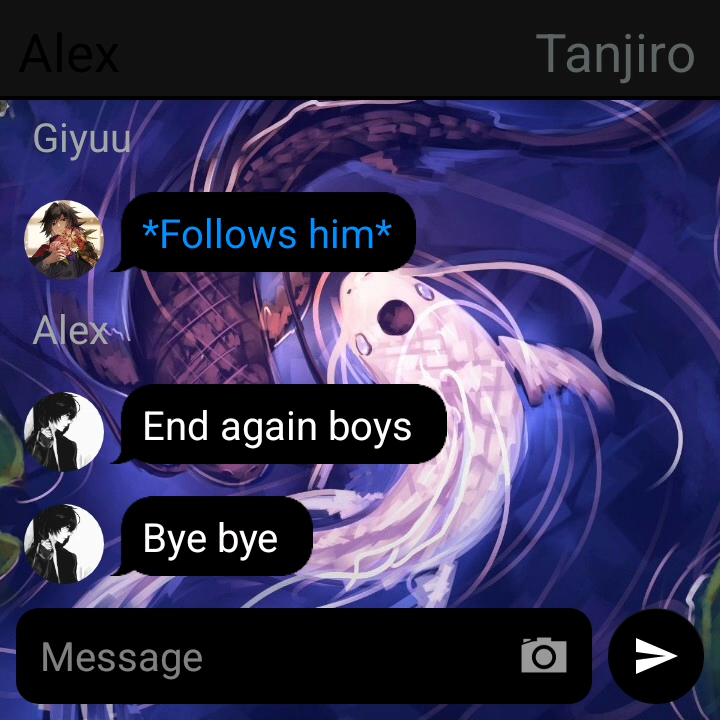 Alex Tanjiro
Giyuu
*Follows him*
Alex
End again boys
Bye bye
Message